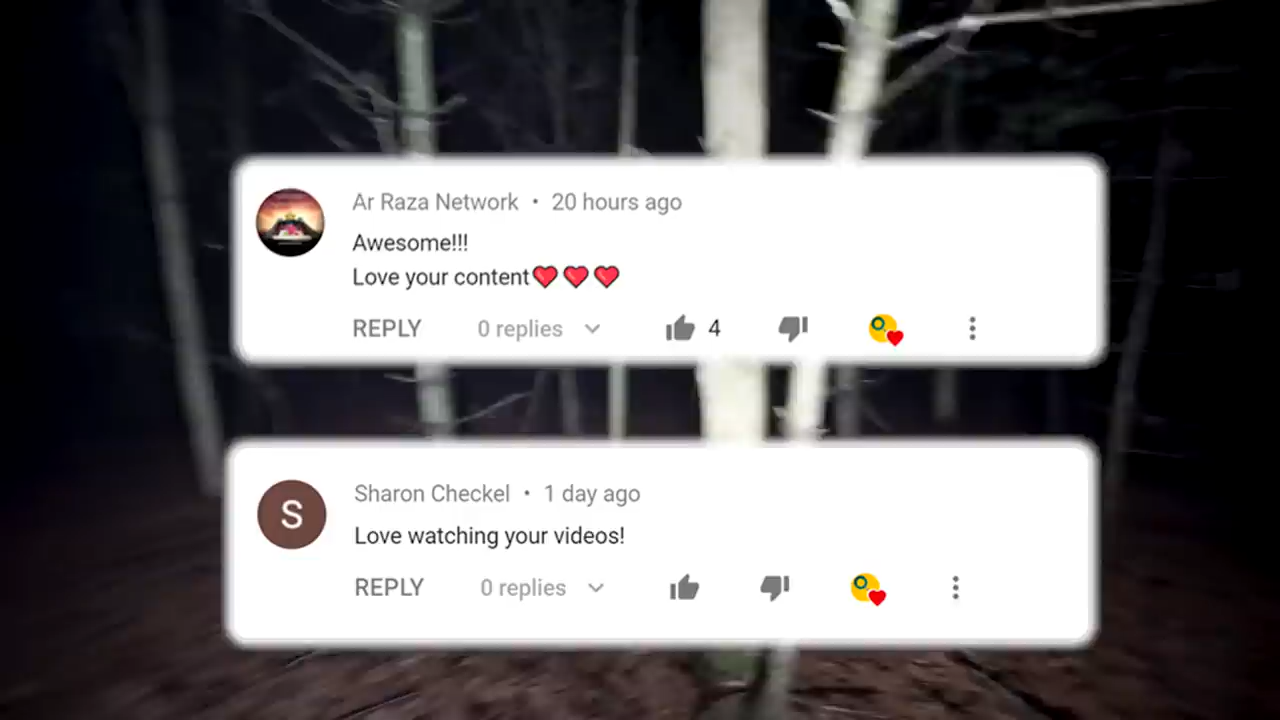 Ar Raza Network • 20 hours ago
Awesome!!!
Love your content❤️❤️❤️
REPLY 0 replies 4
S
Sharon Checkel • 1 day ago
Love watching your videos!
REPLY 0 replies